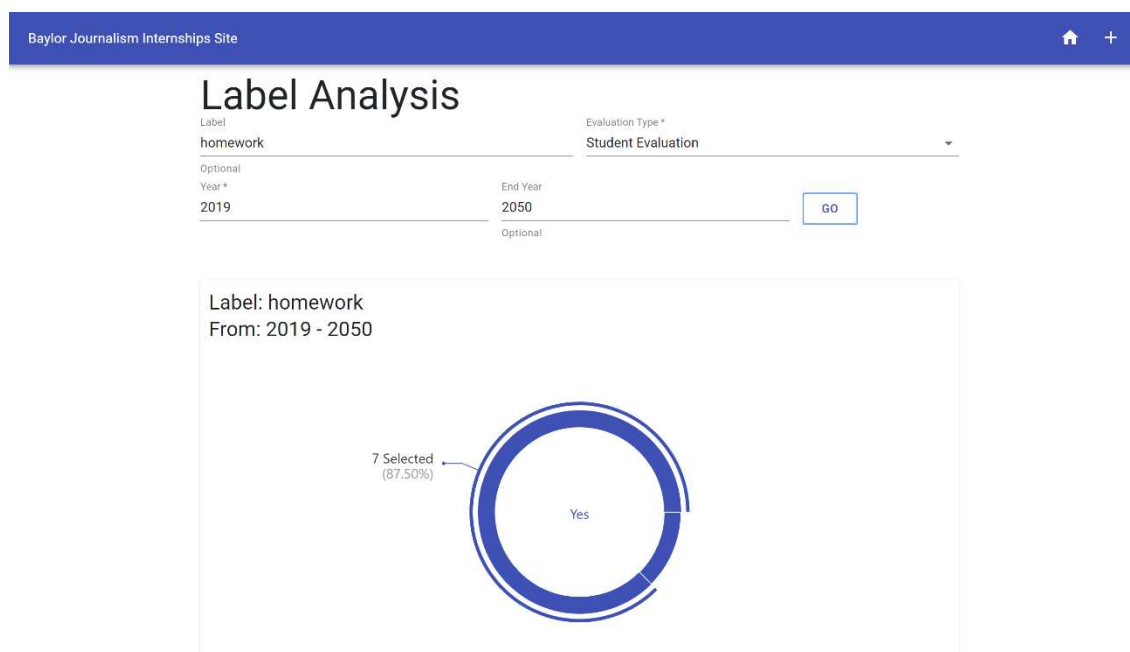 Baylor Journalism Internships Site
Label Analysis
Label
homework
Evaluation Type *
Student Evaluation
Optional
Year *
2019
End Year
2050
Optional
GO
Label: homework
From: 2019 - 2050
7 Selected
(87.50%)
Yes